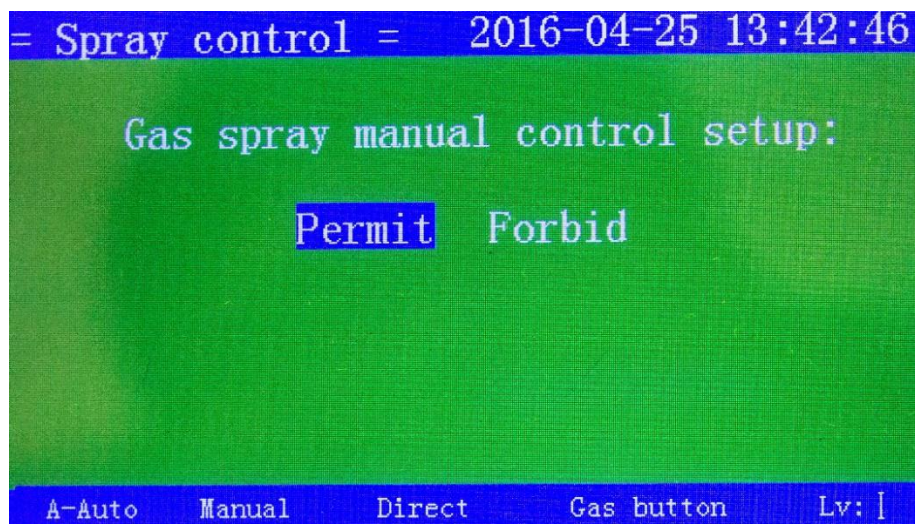 = Spray control = 2016-04-25 13:42:46
Gas spray manual control setup:
Permit Forbid
A-Auto Manual Direct Gas button Lv: